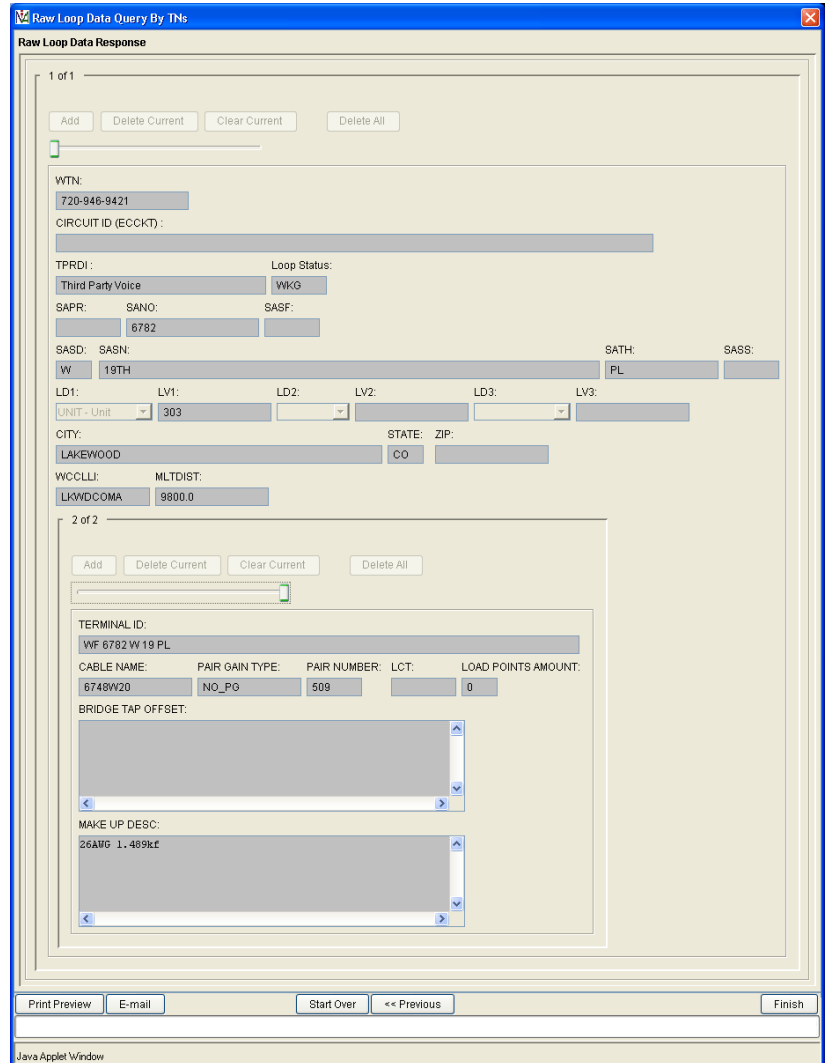 Raw Loop Data Query By TNs
Raw Loop Data Response
1 of 1
Add Delete Current Clear Current Delete All
WTN:
720-946-9421
CIRCUIT ID (ECCKT) :
TPRDI : Loop Status:
Third Party Voice WKG
SAPR: SANO: SASF:
6782
SASD: SASN: SATH: SASS:
W 19TH PL
LD1: LV1: LD2: LV2: LD3: LV3:
UNIT - Unit 303
CITY: STATE: ZIP:
LAKEWOOD CO
WCCLLI: MLTDIST:
LKWDCOMA 9800.0
2 of 2
Add Delete Current Clear Current Delete All
TERMINAL ID:
WF 6782 W 19 PL
CABLE NAME: PAIR GAIN TYPE: PAIR NUMBER: LCT: LOAD POINTS AMOUNT:
6748W20 NO_PG 509 0
BRIDGE TAP OFFSET:
MAKE UP DESC:
26AWG 1.489kf
Print Preview E-mail Start Over << Previous Finish
Java Applet Window